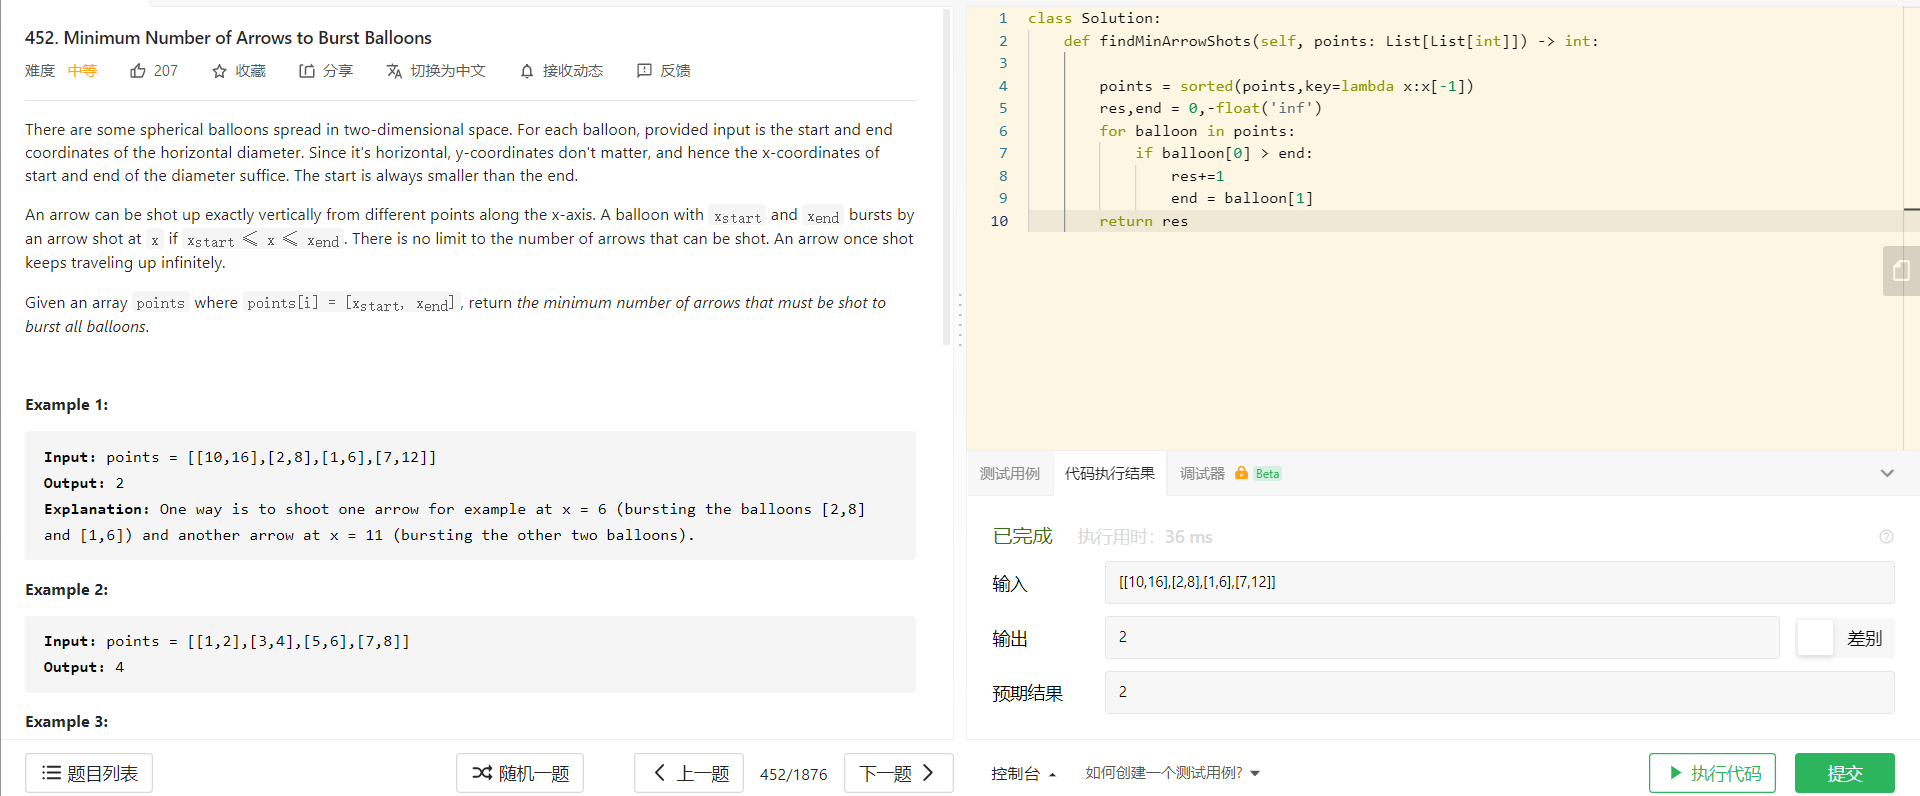 452. Minimum Number of Arrows to Burst Balloons
难度 中等 207 收藏 分享 切换为中文 接收动态 反馈
There are some spherical balloons spread in two-dimensional space. For each balloon, provided input is the start and end
coordinates of the horizontal diameter. Since it's horizontal, y-coordinates don't matter, and hence the x-coordinates of
start and end of the diameter suffice. The start is always smaller than the end.
An arrow can be shot up exactly vertically from different points along the x-axis. A balloon with xstart and xend bursts by
an arrow shot at x if xstart ⩽ x ⩽ xend. There is no limit to the number of arrows that can be shot. An arrow once shot
keeps traveling up infinitely.
Given an array points where points[i] = [xstart, xend], return the minimum number of arrows that must be shot to
burst all balloons.
Example 1:
Input: points = [[10,16],[2,8],[1,6],[7,12]]
Output: 2
Explanation: One way is to shoot one arrow for example at x = 6 (bursting the balloons [2,8]
and [1,6]) and another arrow at x = 11 (bursting the other two balloons).
Example 2:
Input: points = [[1,2],[3,4],[5,6],[7,8]]
Output: 4
Example 3:
题目列表 随机一题 上一题 452/1876 下一题
1 class Solution:
2 def findMinArrowShots(self, points: List[List[int]]) -> int:
3
4 points = sorted(points,key=lambda x:x[-1])
5 res,end = 0,-float('inf')
6 for balloon in points:
7 if balloon[0] > end:
8 res+=1
9 end = balloon[1]
10 return res
测试用例 代码执行结果 调试器 Beta
已完成 执行用时: 36 ms
输入 [[10,16],[2,8],[1,6],[7,12]]
输出 2 差别
预期结果 2
控制台 如何创建一个测试用例? 执行代码 提交